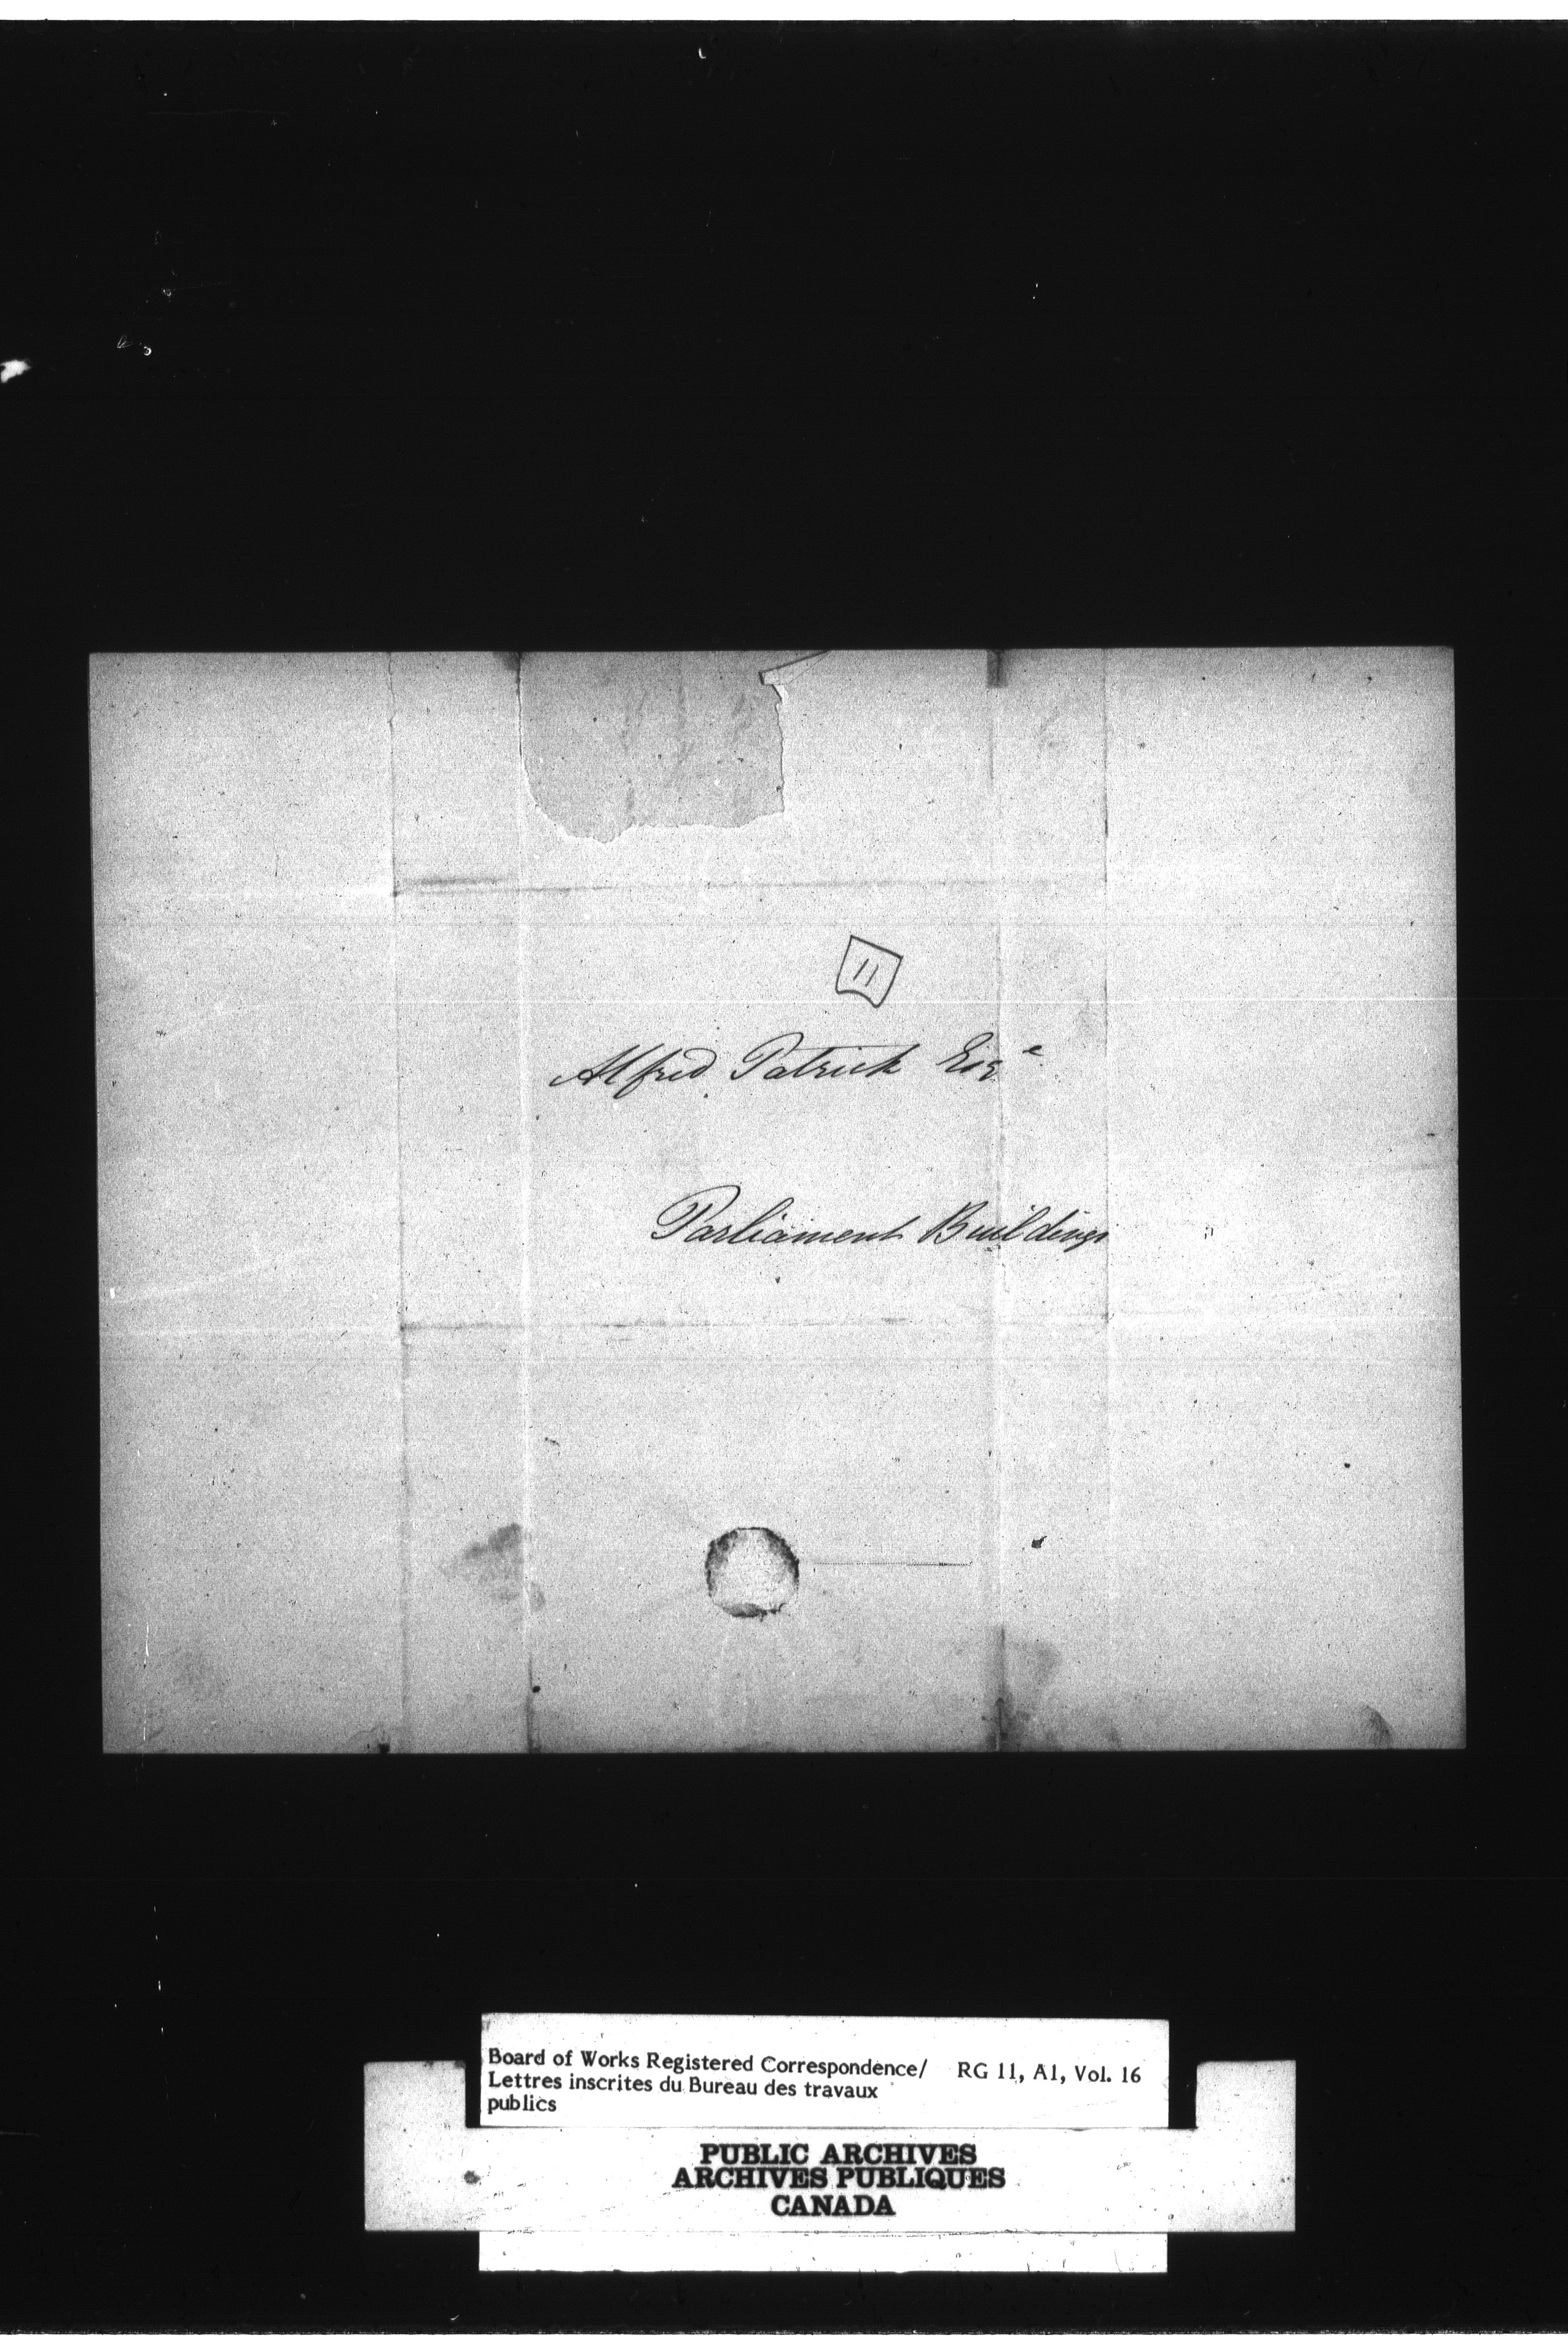 11
Alfred Patrick Esqe
Parliament Buildings
Board of Works Registered Correspondence/ RG 11, A1, Vol. 16
Lettres inscrites du Bureau des travaux
publics
PUBLIC ARCHIVES
ARCHIVES PUBLIQUES
CANADA